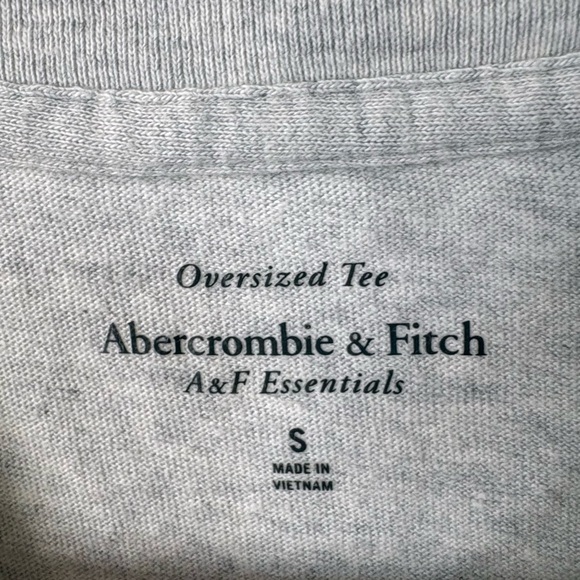 Oversized Tee
Abercrombie & Fitch
A&F Essentials
S
MADE IN
VIETNAM